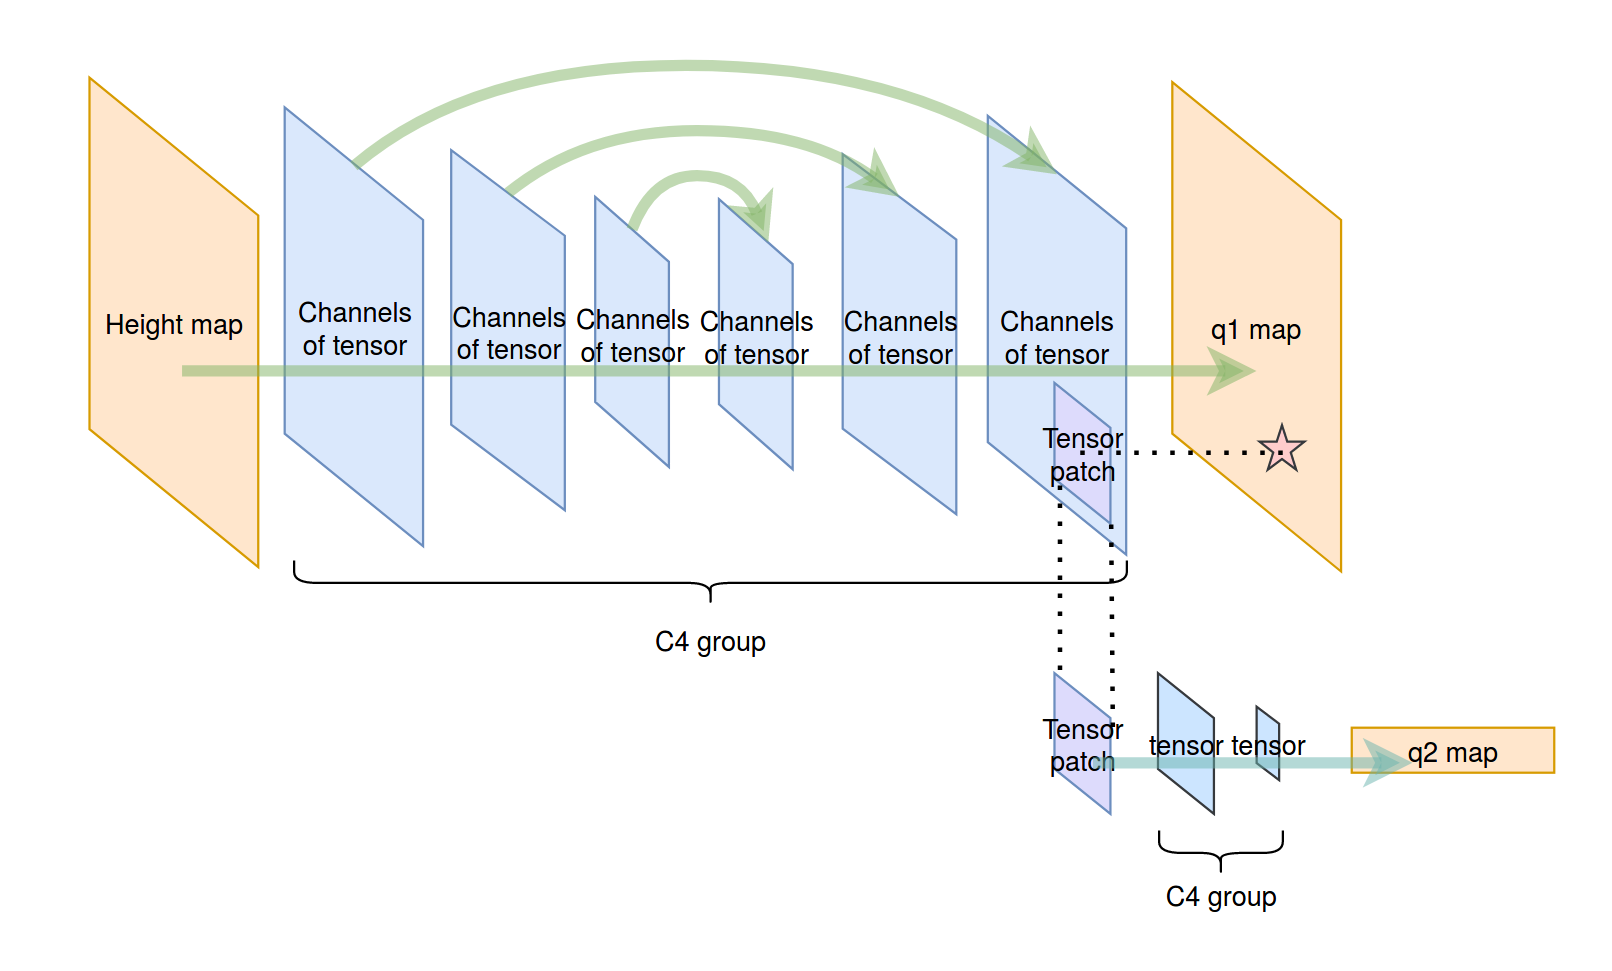 Height map
Channels
of tensor
Channels
of tensor
Channels
of tensor
Channels
of tensor
Channels
of tensor
Channels
of tensor
q1 map
Tensor
patch
C4 group
Tensor
patch
tensor
tensor
q2 map
C4 group